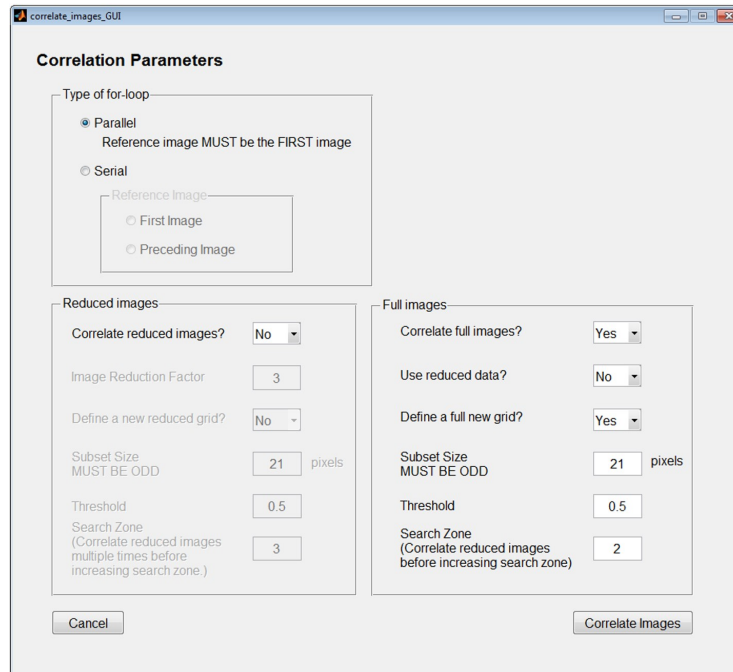 correlate_images_GUI
Correlation Parameters
Type of for-loop
Parallel
Reference image MUST be the FIRST image
Serial
Reference Image
First Image
Preceding Image
Reduced images
Correlate reduced images? No
Image Reduction Factor 3
Define a new reduced grid? No
Subset Size
MUST BE ODD 21 pixels
Threshold 0.5
Search Zone
(Correlate reduced images
multiple times before
increasing search zone.) 3
Full images
Correlate full images? Yes
Use reduced data? No
Define a full new grid? Yes
Subset Size
MUST BE ODD 21 pixels
Threshold 0.5
Search Zone
(Correlate reduced images
before increasing search zone) 2
Cancel
Correlate Images